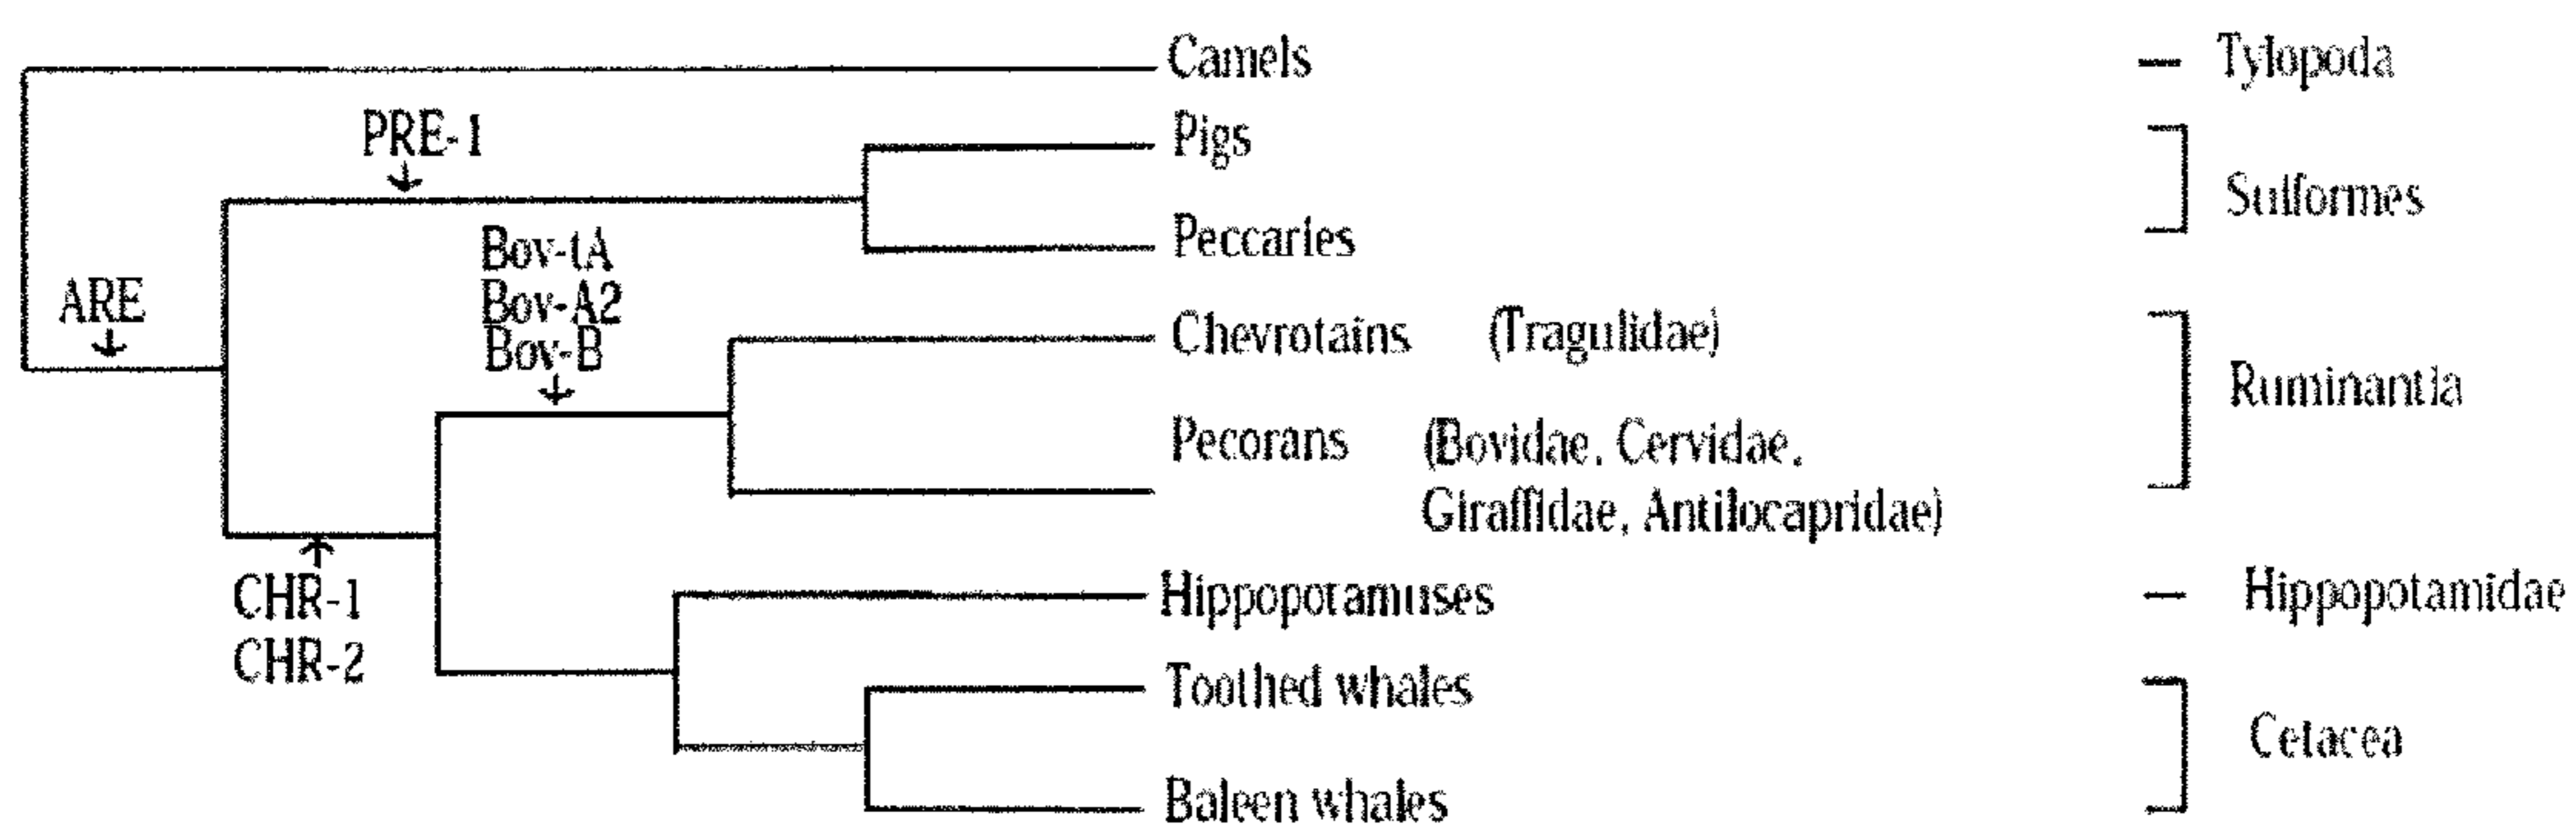 Camels
Tylopoda
PRE-1
Pigs
Suiformes
Bov-tA
Peccaries
ARE
Bov-A2
Bov-B
Chevrotains (Tragulidae)
Ruminantia
Pecorans (Bovidae, Cervidae,
Giraffidae, Antilocapridae)
CHR-1
Hippopotamuses
Hippopotamidae
CHR-2
Toothed whales
Cetacea
Baleen whales